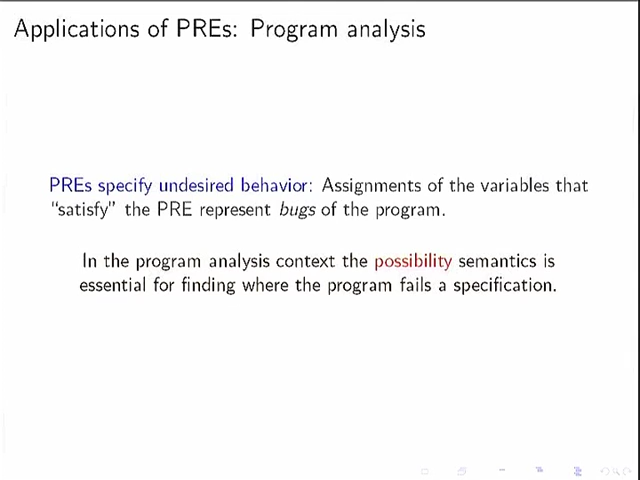 Applications of PREs: Program analysis
PREs specify undesired behavior: Assignments of the variables that
“satisfy” the PRE represent bugs of the program.
In the program analysis context the possibility semantics is
essential for finding where the program fails a specification.